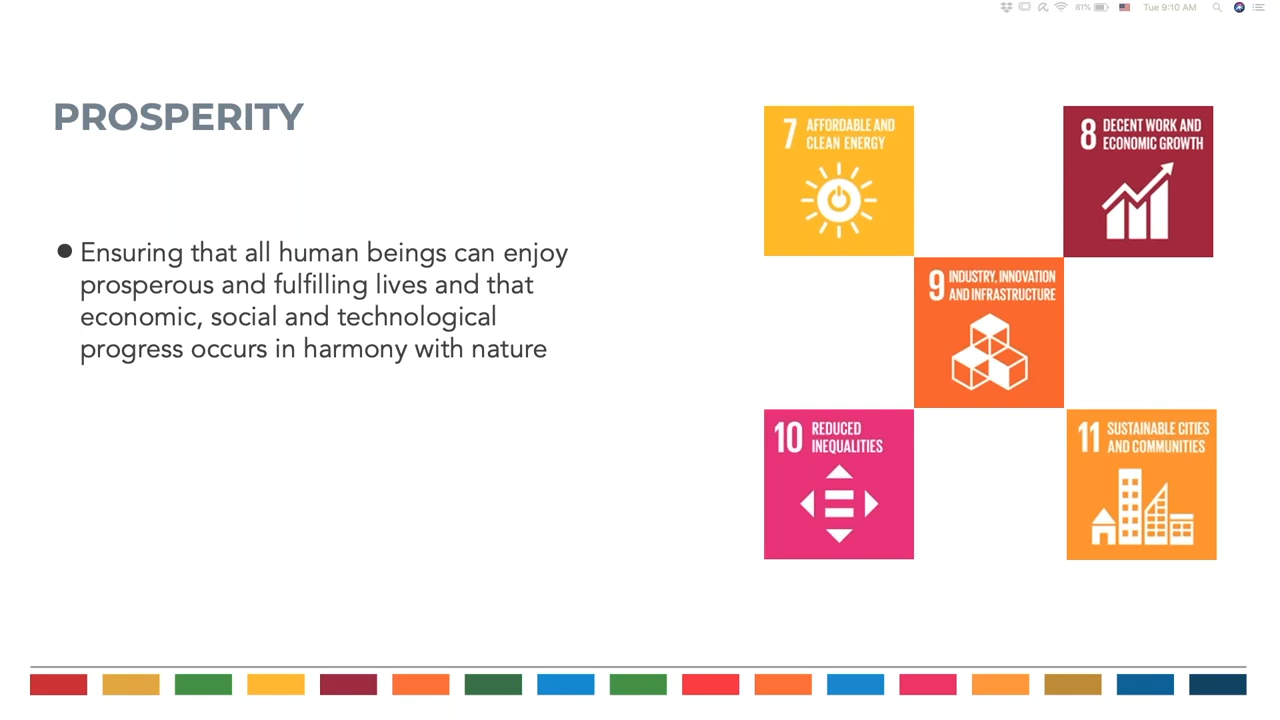 81%
Tue 9:10 AM
PROSPERITY
● Ensuring that all human beings can enjoy
prosperous and fulfilling lives and that
economic, social and technological
progress occurs in harmony with nature
7 AFFORDABLE AND
CLEAN ENERGY
8 DECENT WORK AND
ECONOMIC GROWTH
9 INDUSTRY, INNOVATION
AND INFRASTRUCTURE
10 REDUCED
INEQUALITIES
11 SUSTAINABLE CITIES
AND COMMUNITIES